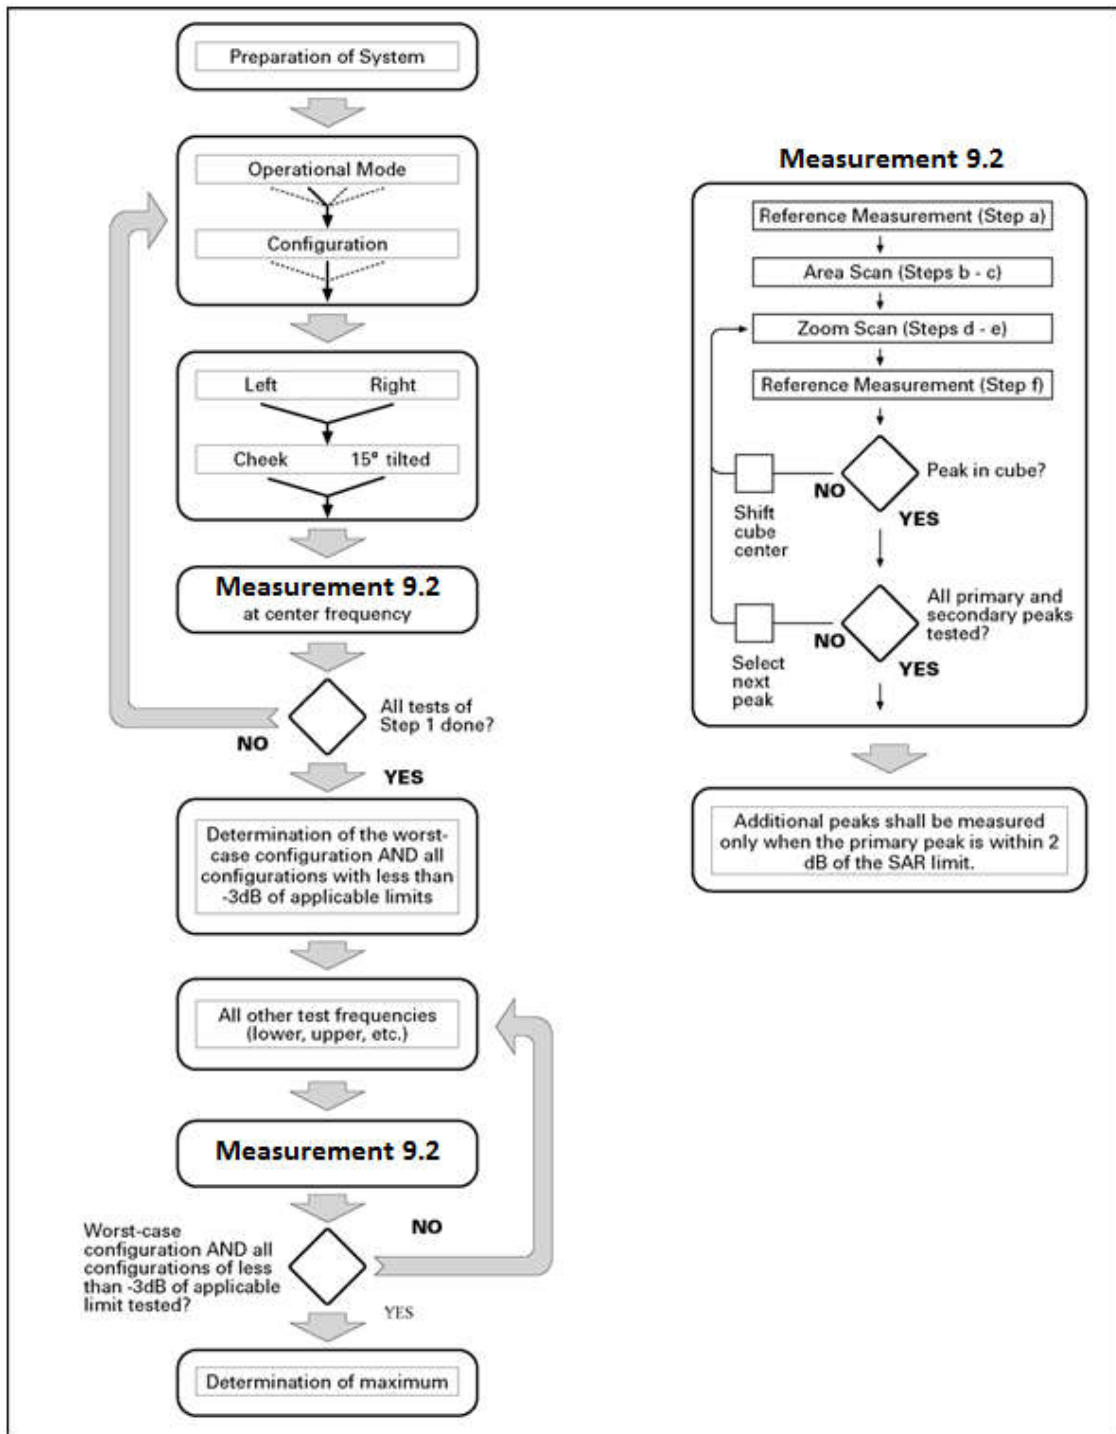 Preparation of System
Operational Mode
Configuration
Left Right
Cheek 15° tilted
Measurement 9.2
at center frequency
All tests of
Step 1 done?
NO
YES
Determination of the worst-
case configuration AND all
configurations with less than
-3dB of applicable limits
All other test frequencies
(lower, upper, etc.)
Measurement 9.2
NO
Worst-case
configuration AND all
configurations of less
than -3dB of applicable
limit tested?
YES
Determination of maximum
Measurement 9.2
Reference Measurement (Step a)
Area Scan (Steps b - c)
Zoom Scan (Steps d - e)
Reference Measurement (Step f)
Peak in cube?
NO
YES
Shift
cube
center
All primary and
secondary peaks
tested?
NO
YES
Select
next
peak
Additional peaks shall be measured
only when the primary peak is within 2
dB of the SAR limit.